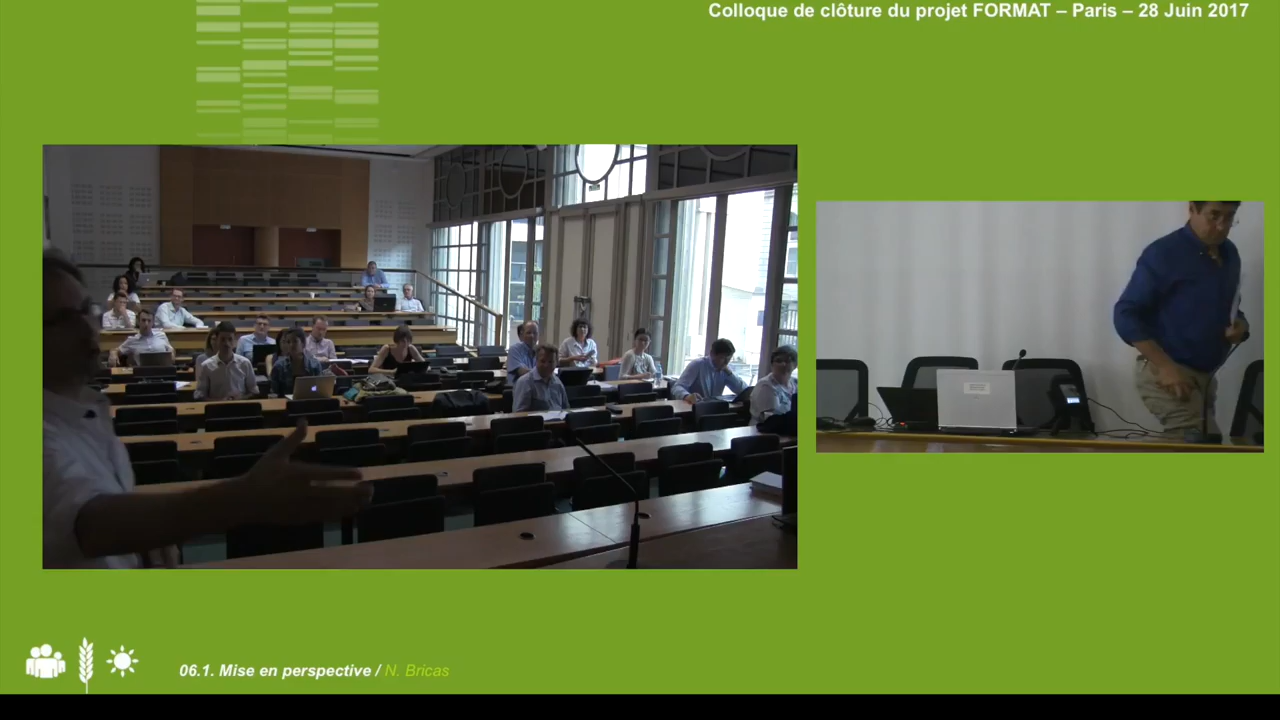 Colloque de clôture du projet FORMAT – Paris – 28 Juin 2017
06.1. Mise en perspective / N. Bricas